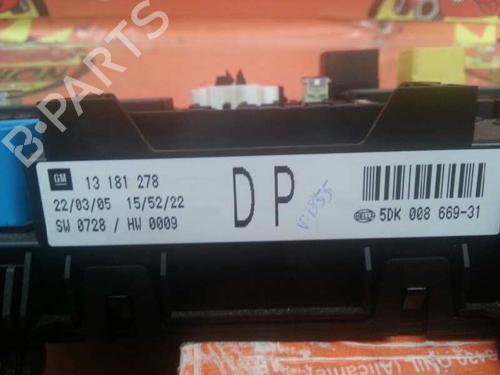 B-PARTS
GM 13 181 278
22/03/05 15/52/22
SW 0728 / HW 0009
DP
HELLA 5DK 008 669-31